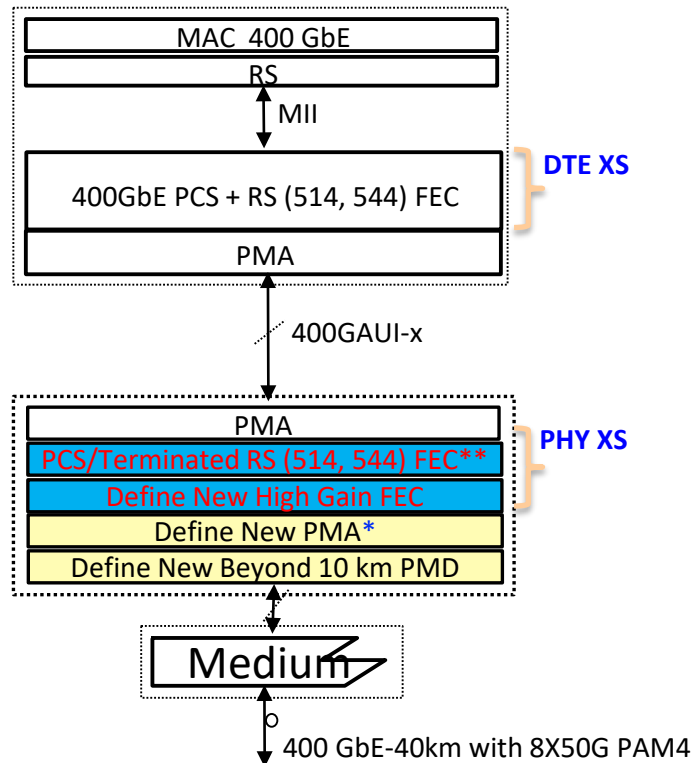 MAC 400 GbE
RS
MII
400GbE PCS + RS (514, 544) FEC
DTE XS
PMA
400GAUI-x
PMA
PCS/Terminated RS (514, 544) FEC**
PHY XS
Define New High Gain FEC
Define New PMA*
Define New Beyond 10 km PMD
Medium
400 GbE-40km with 8X50G PAM4